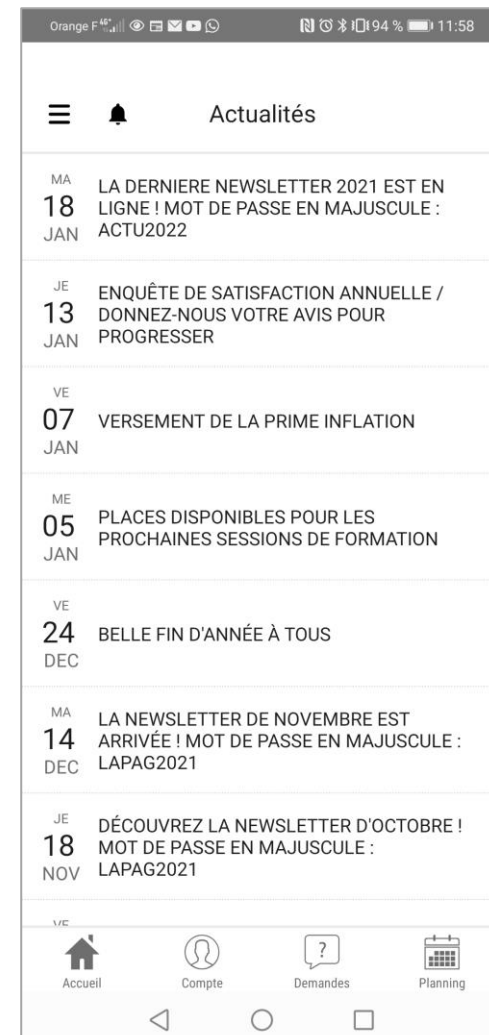 Orange F 94 % 11:58
Actualités
MA
18
JAN
LA DERNIERE NEWSLETTER 2021 EST EN
LIGNE ! MOT DE PASSE EN MAJUSCULE :
ACTU2022
JE
13
JAN
ENQUÊTE DE SATISFACTION ANNUELLE /
DONNEZ-NOUS VOTRE AVIS POUR
PROGRESSER
VE
07
JAN
VERSEMENT DE LA PRIME INFLATION
ME
05
JAN
PLACES DISPONIBLES POUR LES
PROCHAINES SESSIONS DE FORMATION
VE
24
DEC
BELLE FIN D'ANNÉE À TOUS
MA
14
DEC
LA NEWSLETTER DE NOVEMBRE EST
ARRIVÉE ! MOT DE PASSE EN MAJUSCULE :
LAPAG2021
JE
18
NOV
DÉCOUVREZ LA NEWSLETTER D'OCTOBRE !
MOT DE PASSE EN MAJUSCULE :
LAPAG2021
VE
?
Accueil Compte Demandes Planning